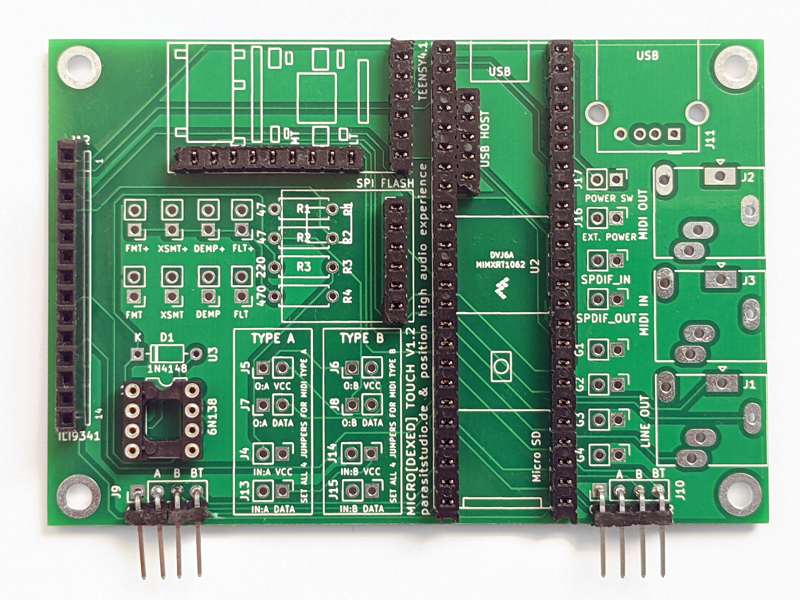 TEENSY4.1
USB
USB
J11
USB HOST
J12
1
SPI FLASH
J17
POWER SW
J16
EXT. POWER
MIDI OUT
J2
FMT+ XSMT+ DEMP+ FLT+
47 R1 R1
47 R2 R2
220 R3 R3
470 R4
FMT XSMT DEMP FLT
DVJ6A
MIMXRT1062
U2
SPDIF_IN
SPDIF_OUT
MIDI IN
J3
K D1
1N4148
U3
6N138
14
ILI9341
TYPE A
J5
O:A VCC
J7
O:A DATA
J4
IN:A VCC
J13
IN:A DATA
SET ALL 4 JUMPERS FOR MIDI TYPE A
TYPE B
J6
O:B VCC
J8
O:B DATA
J14
IN:B VCC
J15
IN:B DATA
SET ALL 4 JUMPERS FOR MIDI TYPE B
MICRO[DEXED] TOUCH V1.2
parasitstudio.de & position high audio experience
Micro SD
G1
G2
G3
G4
LINE OUT
J1
J9
A B BT
A B BT
J10